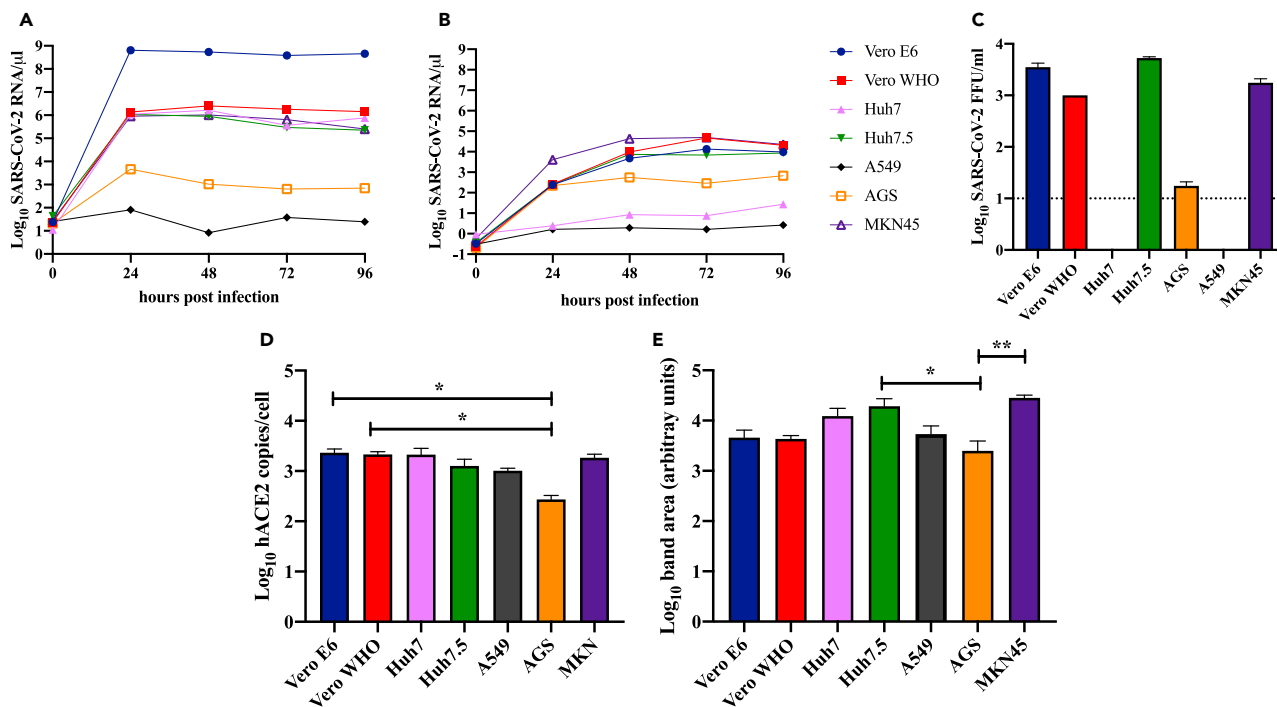 A
Log10 SARS-CoV-2 RNA/μl
9
8
7
6
5
4
3
2
1
0
0 24 48 72 96
hours post infection
B
Log10 SARS-CoV-2 RNA/μl
9
8
7
6
5
4
3
2
1
0
-1
0 24 48 72 96
hours post infection
Vero E6
Vero WHO
Huh7
Huh7.5
A549
AGS
MKN45
C
Log10 SARS-CoV-2 FFU/ml
4
3
2
1
0
Vero E6
Vero WHO
Huh7
Huh7.5
AGS
A549
MKN45
D
Log10 hACE2 copies/cell
5
4
3
2
1
0
*
*
Vero E6
Vero WHO
Huh7
Huh7.5
A549
AGS
MKN
E
Log10 band area (arbitray units)
5
4
3
2
1
0
*
**
Vero E6
Vero WHO
Huh7
Huh7.5
A549
AGS
MKN45